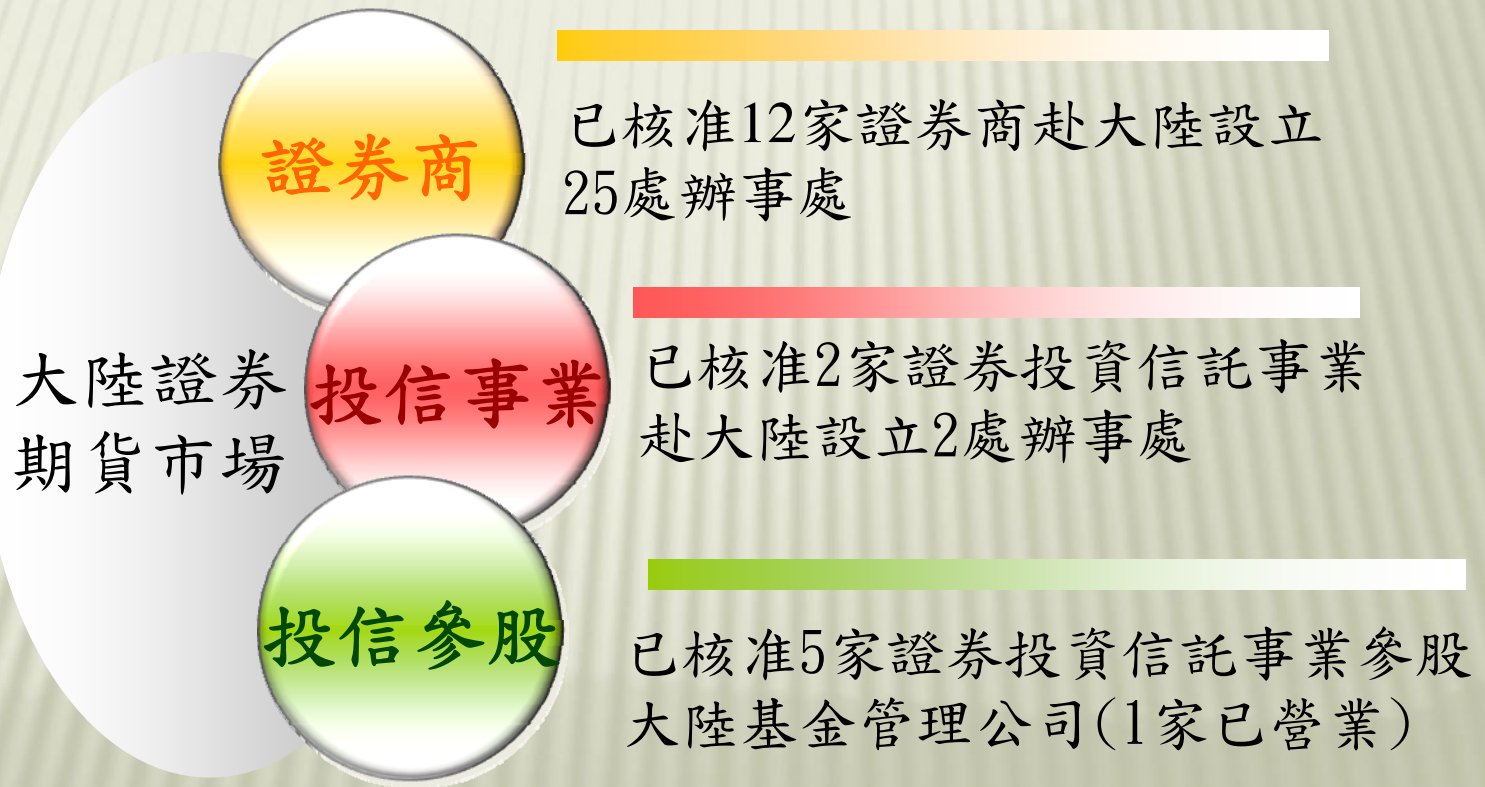 大陸證券
期貨市場
證券商
已核准12家證券商赴大陸設立
25處辦事處
投信事業
已核准2家證券投資信託事業
赴大陸設立2處辦事處
投信參股
已核准5家證券投資信託事業參股
大陸基金管理公司(1家已營業)